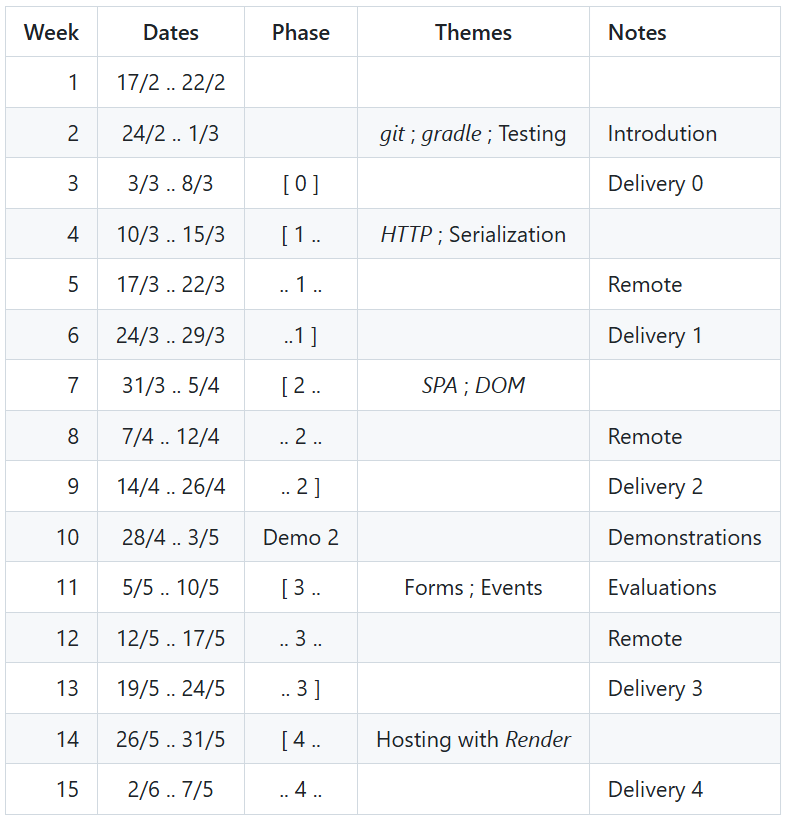 Week Dates Phase Themes Notes
1 17/2 .. 22/2
2 24/2 .. 1/3 git ; gradle ; Testing Introdution
3 3/3 .. 8/3 [ 0 ] Delivery 0
4 10/3 .. 15/3 [ 1 .. HTTP ; Serialization
5 17/3 .. 22/3 .. 1 .. Remote
6 24/3 .. 29/3 ..1 ] Delivery 1
7 31/3 .. 5/4 [ 2 .. SPA ; DOM
8 7/4 .. 12/4 .. 2 .. Remote
9 14/4 .. 26/4 .. 2 ] Delivery 2
10 28/4 .. 3/5 Demo 2 Demonstrations
11 5/5 .. 10/5 [ 3 .. Forms ; Events Evaluations
12 12/5 .. 17/5 .. 3 .. Remote
13 19/5 .. 24/5 .. 3 ] Delivery 3
14 26/5 .. 31/5 [ 4 .. Hosting with Render
15 2/6 .. 7/5 .. 4 .. Delivery 4